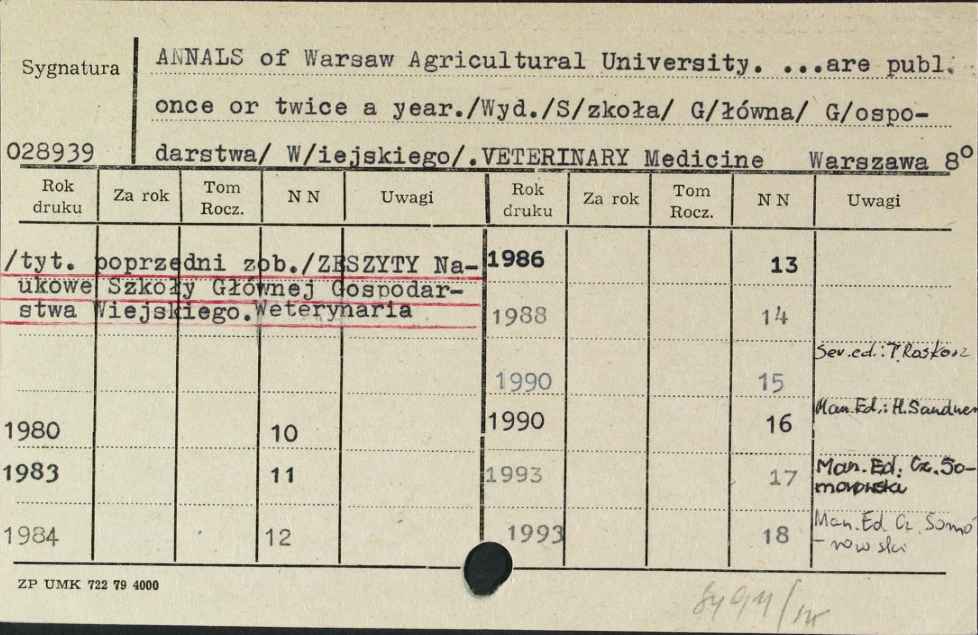 Sygnatura
ANNALS of Warsaw Agricultural University. ...are publ.
once or twice a year./Wyd./S/zkoła/ G/łówna/ G/ospo-
028939 darstwa/ W/iejskiego/.VETERINARY Medicine Warszawa 8°
Rok druku Za rok Tom Rocz. N N Uwagi Rok druku Za rok Tom Rocz. N N Uwagi
/tyt. poprzedni zob./ZESZYTY Na-
ukowe Szkoły Głównej Gospodar-
stwa Wiejskiego.Weterynaria
1980 10
1983 11
1984 12
1986 13
1988 14
1990 15 Sev.ed.:T.Roskosz
1990 16 Man.Ed.: H.Sandner
1993 17 Man.Ed: Cz.So-
morowski
1993 18 Man.Ed. Cz. Somo
-rowski
ZP UMK 722 79 4000